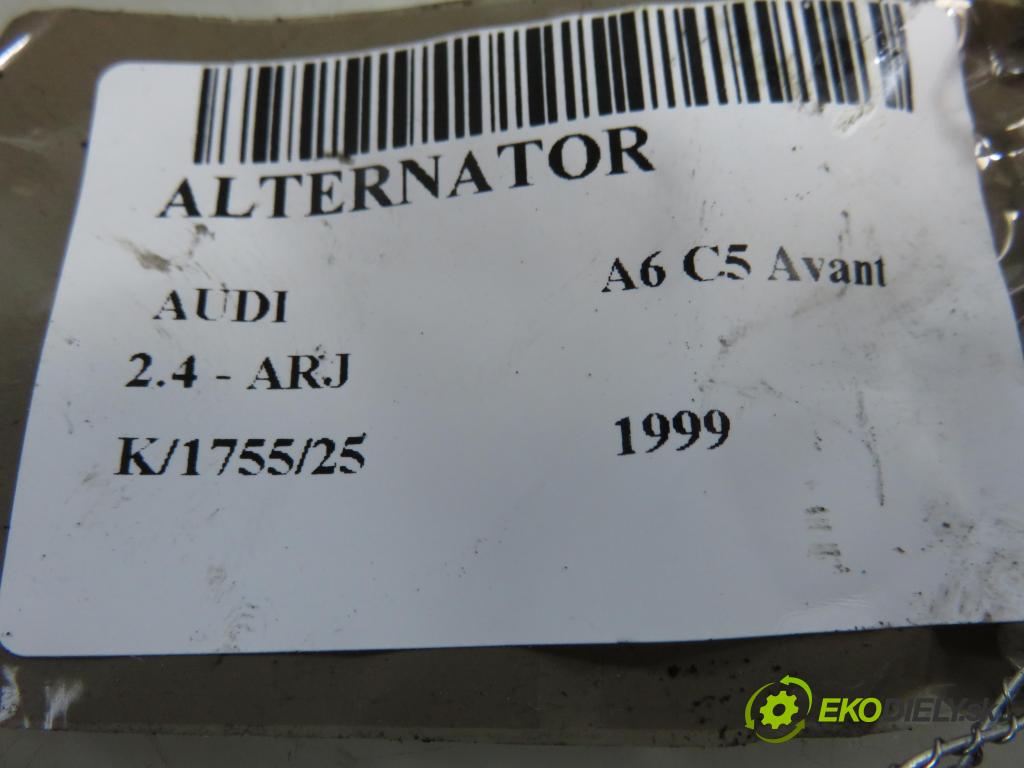 ALTERNATOR
AUDI A6 C5 Avant
2.4 - ARJ
K/1755/25 1999
EKODIELY.SK